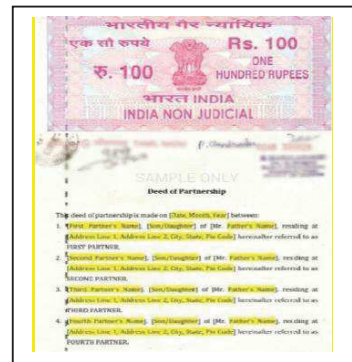 भारतीय गैर न्यायिक
एक सौ रुपये
Rs. 100
रु. 100
ONE
HUNDRED RUPEES
भारत INDIA
INDIA NON JUDICIAL
SAMPLE ONLY
Deed of Partnership
This deed of partnership is made on [Date, Month, Year] between:
1. [First Partner's Name], [Son/Daughter] of [Mr. Father's Name], residing at
[Address Line 1, Address Line 2, City, State, Pin Code] hereinafter referred to as
FIRST PARTNER.
2. [Second Partner's Name], [Son/Daughter] of [Mr. Father's Name], residing at
[Address Line 1, Address Line 2, City, State, Pin Code] hereinafter referred to as
SECOND PARTNER.
3. [Third Partner's Name], [Son/Daughter] of [Mr. Father's Name], residing at
[Address Line 1, Address Line 2, City, State, Pin Code] hereinafter referred to as
THIRD PARTNER.
4. [Fourth Partner's Name], [Son/Daughter] of [Mr. Father's Name], residing at
[Address Line 1, Address Line 2, City, State, Pin Code] hereinafter referred to as
FOURTH PARTNER.